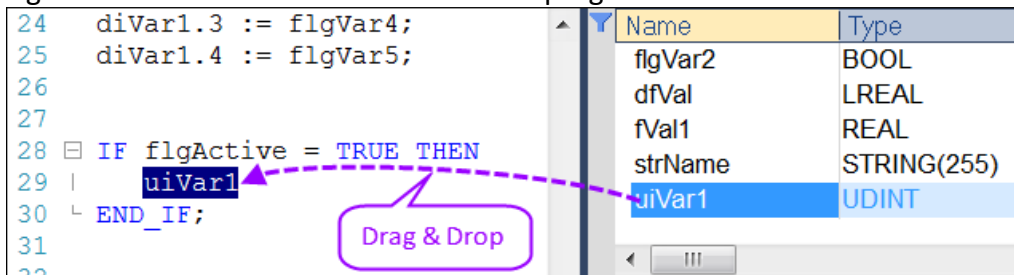 24 diVar1.3 := flgVar4;
25 diVar1.4 := flgVar5;
26
27
28 IF flgActive = TRUE THEN
29 uiVar1
30 END_IF;
31
Drag & Drop
Name Type
flgVar2 BOOL
dfVal LREAL
fVal1 REAL
strName STRING(255)
uiVar1 UDINT